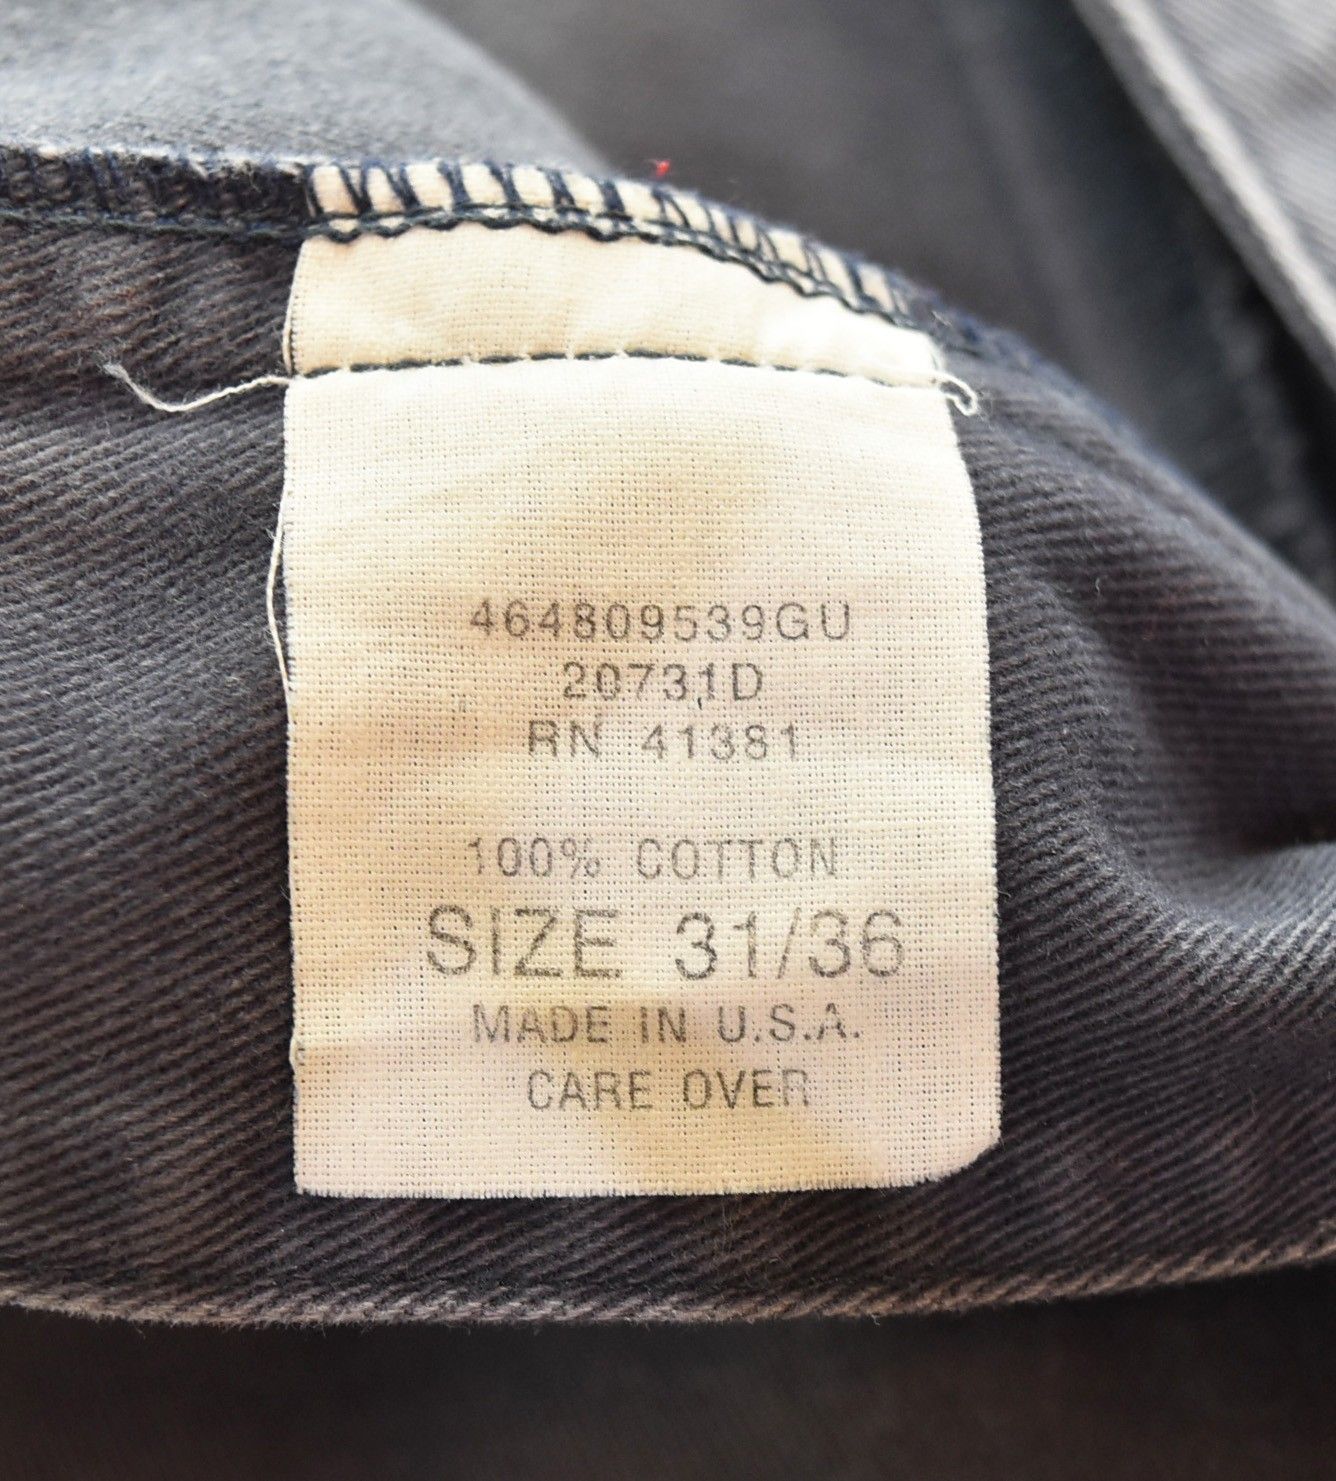 464809539GU
20731D
RN 41381
100% COTTON
SIZE 31/36
MADE IN U.S.A.
CARE OVER